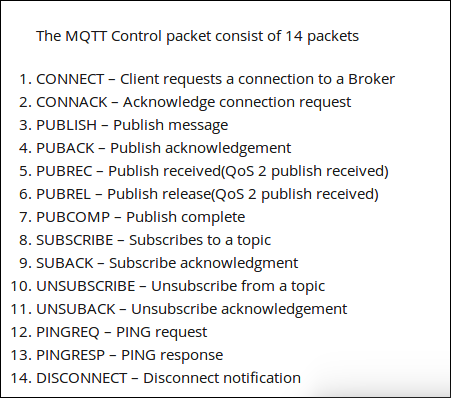 The MQTT Control packet consist of 14 packets
1. CONNECT – Client requests a connection to a Broker
2. CONNACK – Acknowledge connection request
3. PUBLISH – Publish message
4. PUBACK – Publish acknowledgement
5. PUBREC – Publish received(QoS 2 publish received)
6. PUBREL – Publish release(QoS 2 publish received)
7. PUBCOMP – Publish complete
8. SUBSCRIBE – Subscribes to a topic
9. SUBACK – Subscribe acknowledgment
10. UNSUBSCRIBE – Unsubscribe from a topic
11. UNSUBACK – Unsubscribe acknowledgement
12. PINGREQ – PING request
13. PINGRESP – PING response
14. DISCONNECT – Disconnect notification